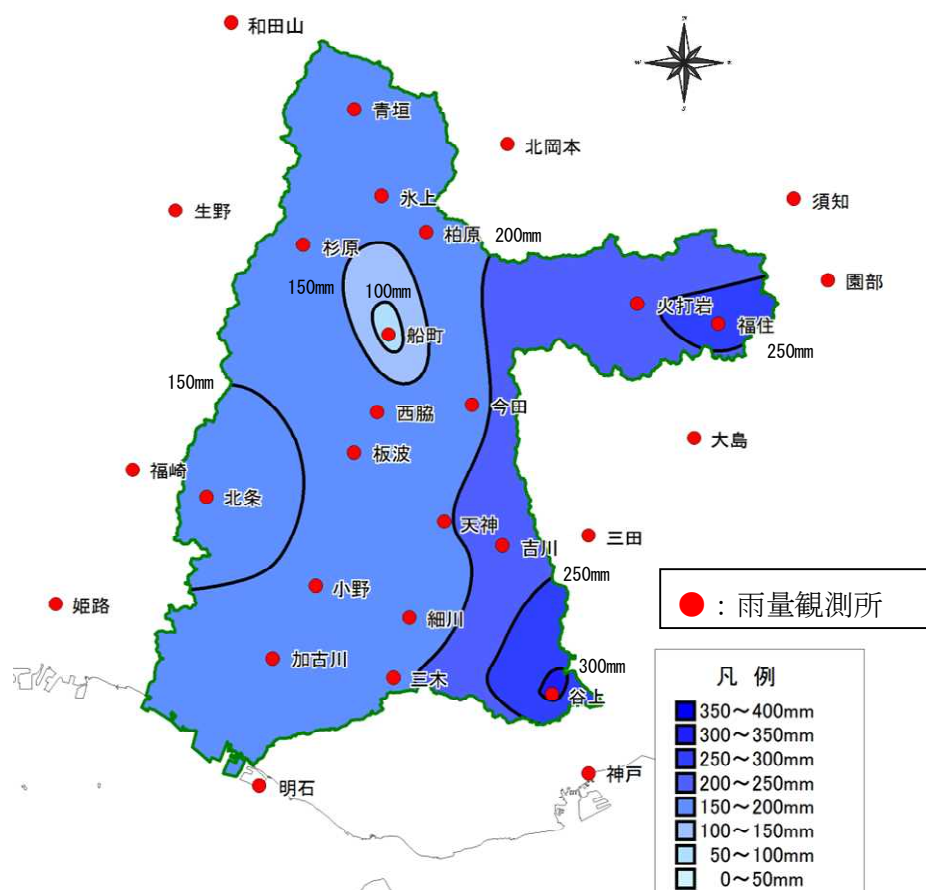 和田山
N
青垣
W
E
S
北岡本
氷上
須知
生野
柏原
200mm
杉原
150mm
100mm
園部
火打岩
福住
船町
250mm
150mm
西脇
今田
大島
板波
福崎
北条
天神
三田
吉川
250mm
小野
姫路
細川
●：雨量観測所
加古川
三木
300mm
谷上
凡 例
350～400mm
300～350mm
250～300mm
200～250mm
150～200mm
100～150mm
50～100mm
0～50mm
神戸
明石